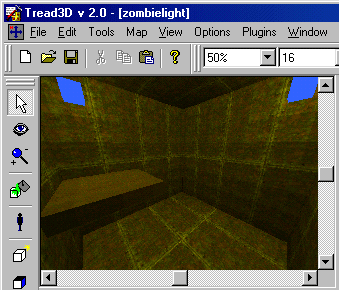 Tread3D v 2.0 - [zombielight]
File Edit Tools Map View Options Plugins Window
50% 16